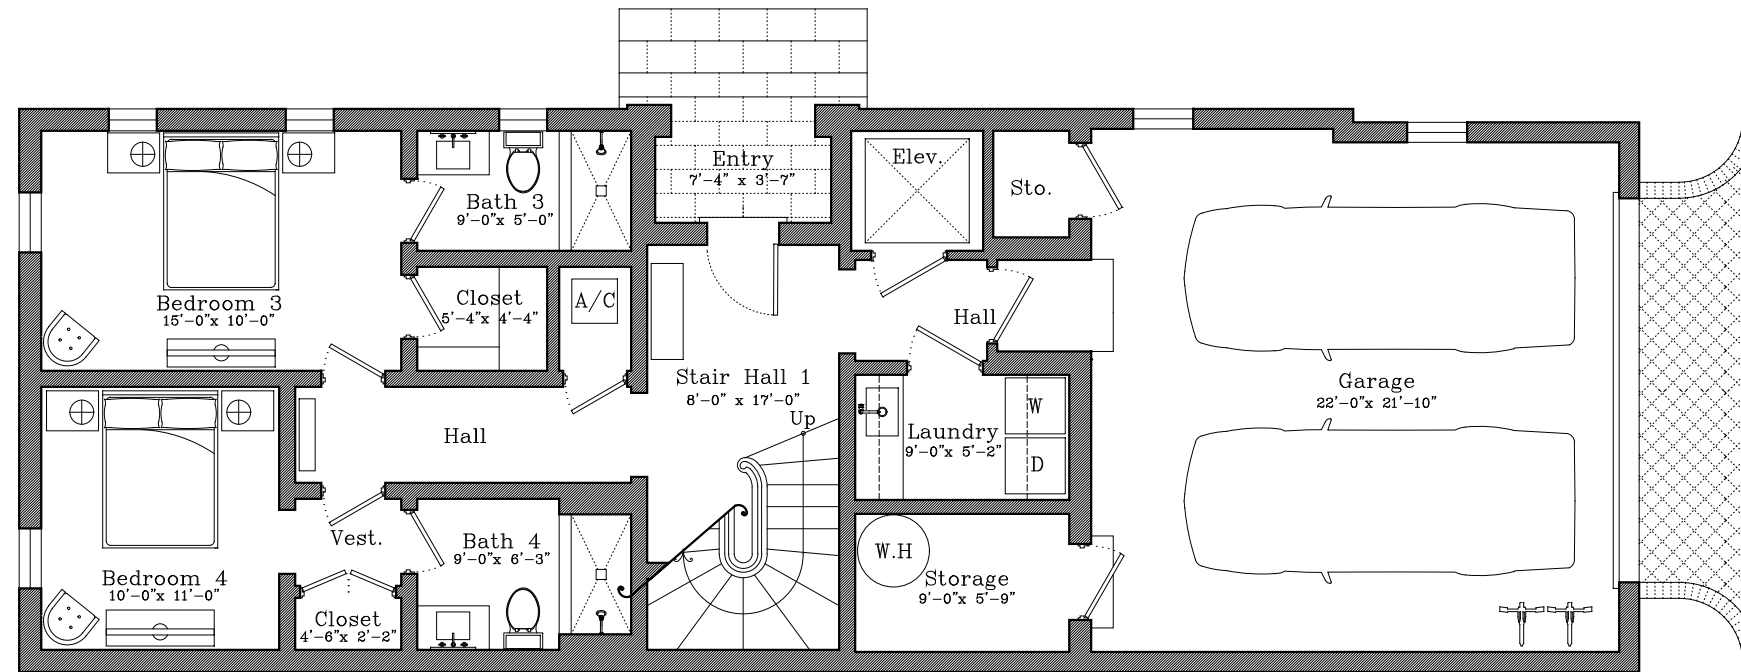 Entry
7'-4" x 3'-7"
Elev.
Sto.
Bath 3
9'-0"x 5'-0"
Bedroom 3
15'-0"x 10'-0"
Closet
5'-4"x 4'-4"
A/C
Hall
Stair Hall 1
8'-0" x 17'-0"
Up
Hall
Garage
22'-0"x 21'-10"
W
Laundry
9'-0"x 5'-2"
D
Vest.
Bath 4
9'-0"x 6'-3"
W.H
Storage
9'-0"x 5'-9"
Bedroom 4
10'-0"x 11'-0"
Closet
4'-6"x 2'-2"